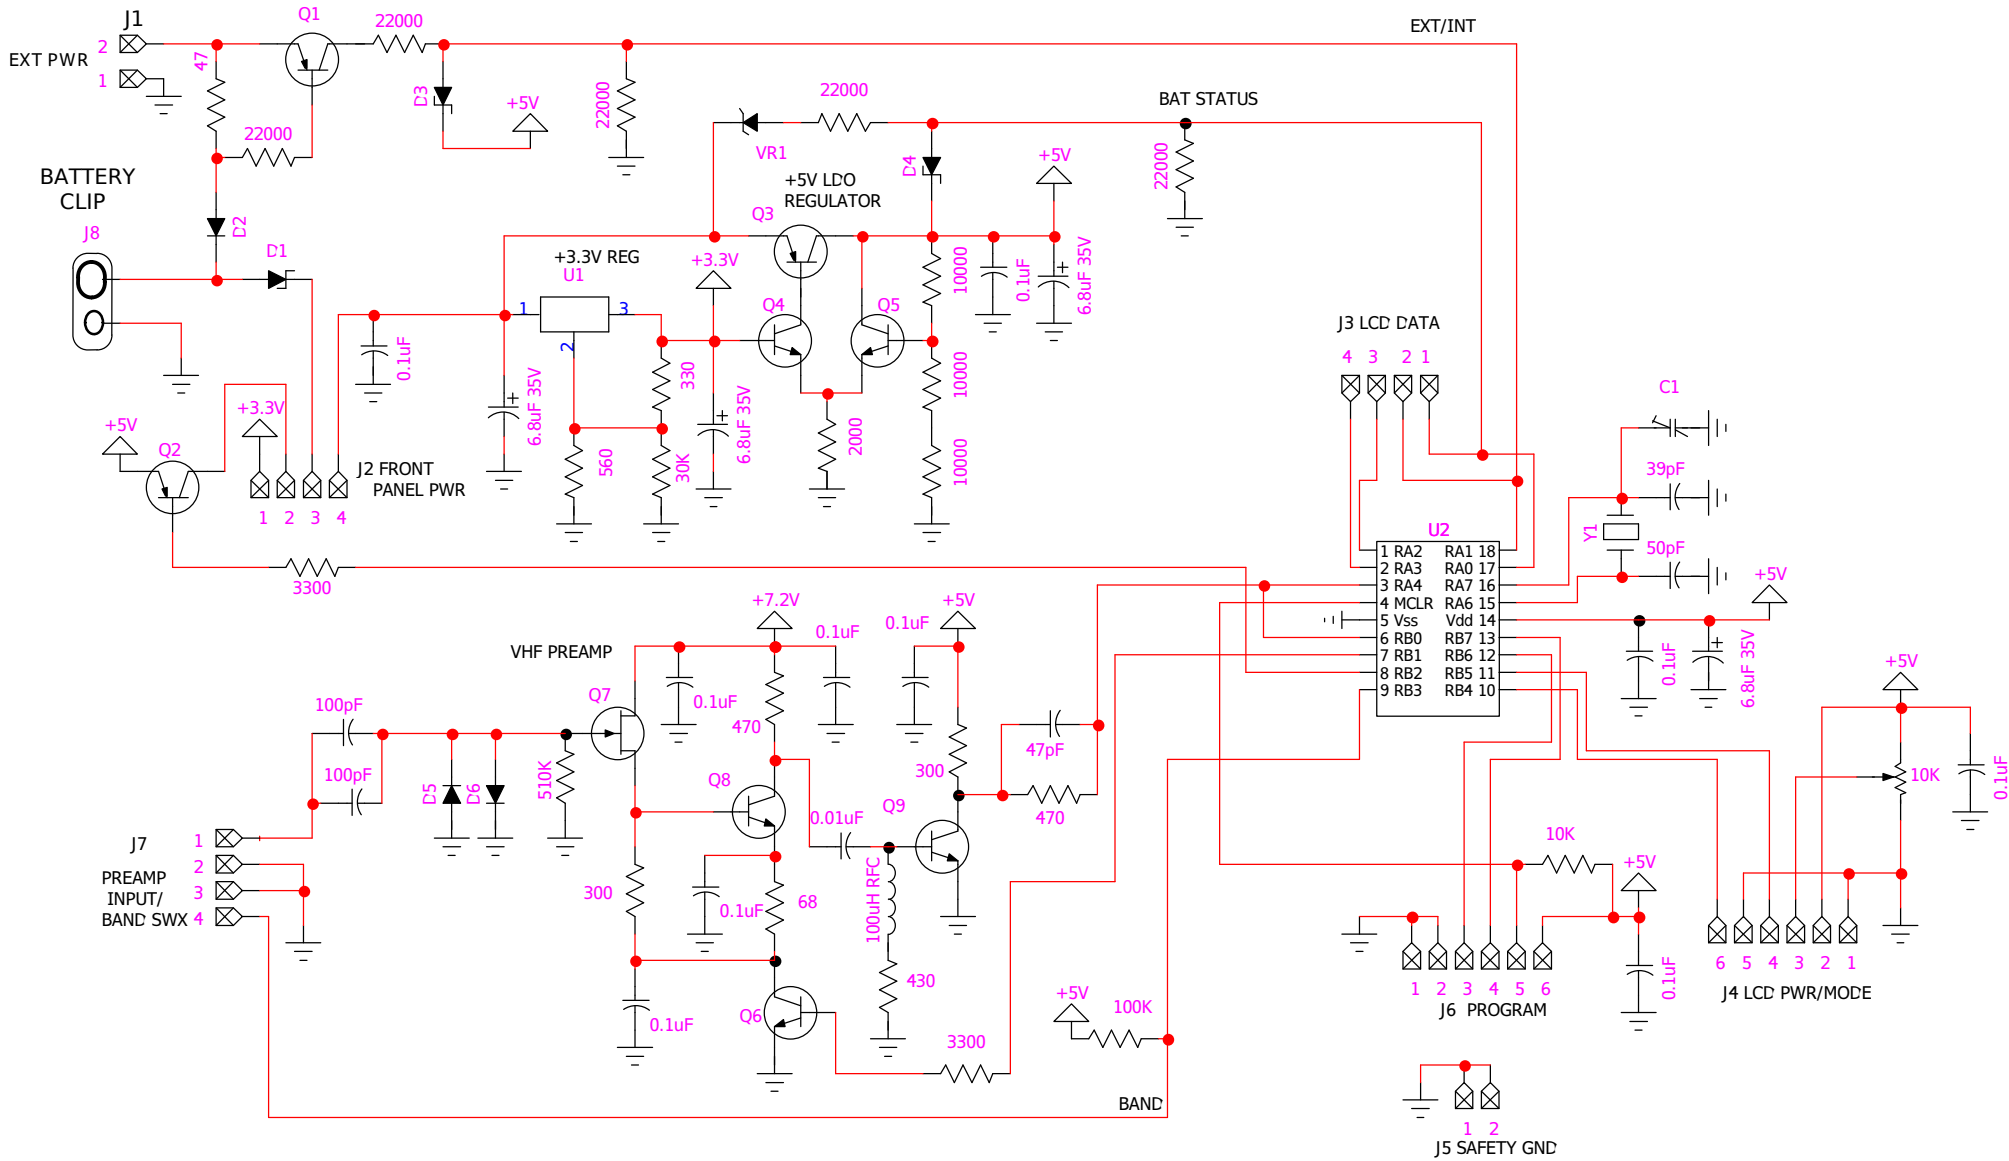 J1
EXT PWR
2
1
47
Q1
22000
22000
D3
+5V
22000
EXT/INT
BATTERY
CLIP
J8
D2
D1
VR1
22000
BAT STATUS
D4
+5V
22000
+5V LDO
REGULATOR
Q3
+3.3V REG
U1
1
3
2
+3.3V
Q4
Q5
10000
0.1uF
6.8uF 35V
0.1uF
6.8uF 35V
330
6.8uF 35V
10000
2000
560
30K
10000
+5V
+3.3V
Q2
J2 FRONT
PANEL PWR
1
2
3
4
3300
J3 LCD DATA
4
3
2
1
C1
39pF
Y1
50pF
U2
1 RA2
RA1 18
2 RA3
RA0 17
3 RA4
RA7 16
4 MCLR
RA6 15
5 Vss
Vdd 14
6 RB0
RB7 13
7 RB1
RB6 12
8 RB2
RB5 11
9 RB3
RB4 10
+5V
0.1uF
6.8uF 35V
VHF PREAMP
+7.2V
0.1uF
0.1uF
+5V
0.1uF
100pF
100pF
Q7
470
D5
D6
510K
Q8
300
47pF
470
0.01uF
Q9
J7
PREAMP
INPUT/
BAND SWX
1
2
3
4
300
0.1uF
68
100uH RFC
430
0.1uF
Q6
3300
+5V
100K
BAND
10K
+5V
0.1uF
1
2
3
4
5
6
J6 PROGRAM
+5V
10K
0.1uF
6
5
4
3
2
1
J4 LCD PWR/MODE
1
2
J5 SAFETY GND